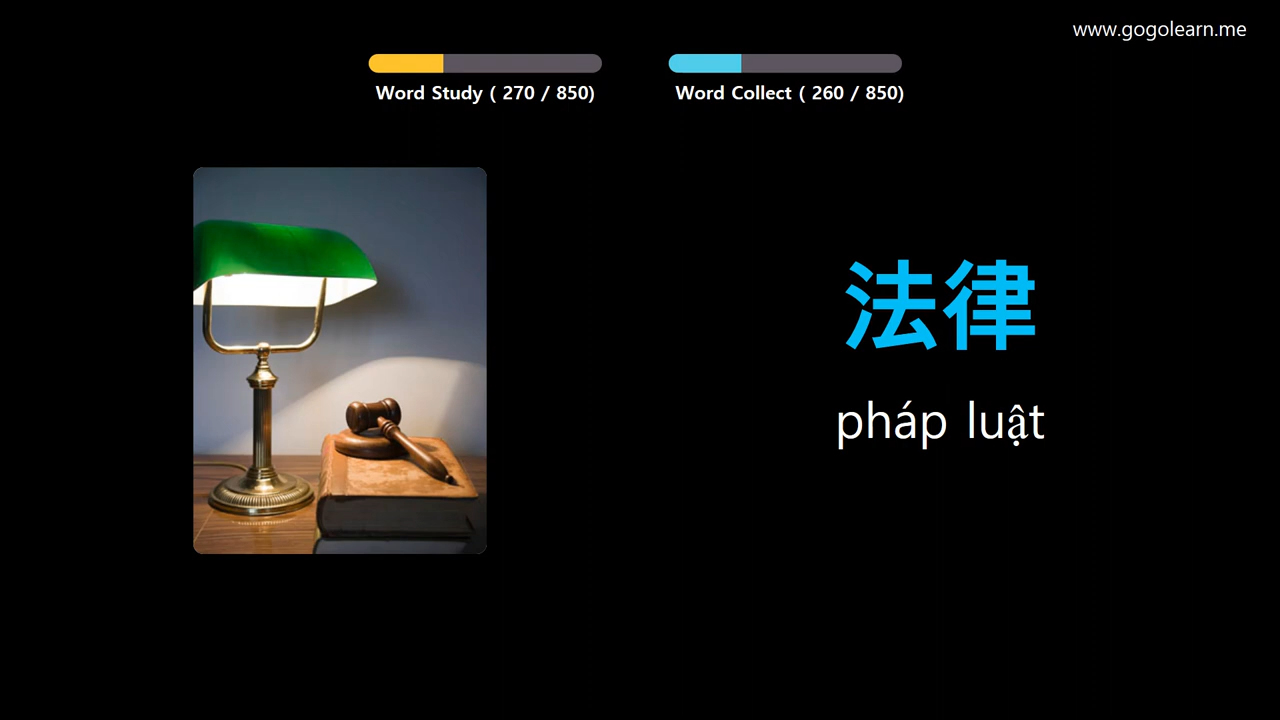 www.gogolearn.me
Word Study ( 270 / 850)
Word Collect ( 260 / 850)
法律
pháp luật